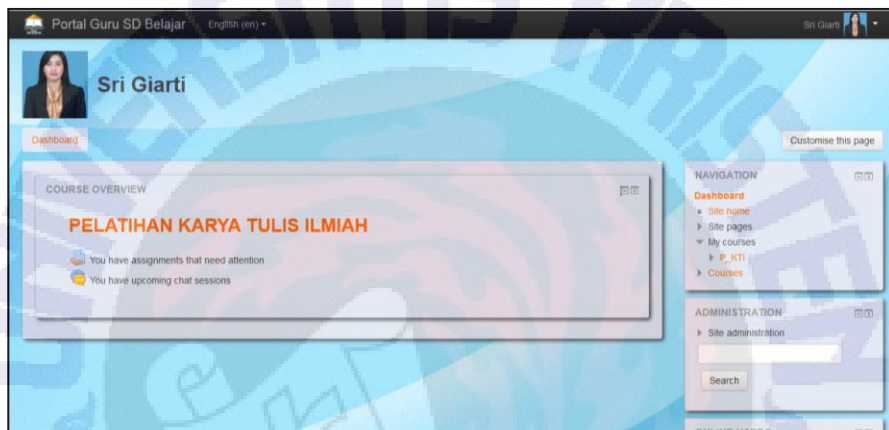 Portal Guru SD Belajar English (en)
Sri Giarti
Sri Giarti
Dashboard
Customise this page
COURSE OVERVIEW
PELATIHAN KARYA TULIS ILMIAH
You have assignments that need attention
You have upcoming chat sessions
NAVIGATION
Dashboard
Site home
Site pages
My courses
P_KTI
Courses
ADMINISTRATION
Site administration
Search